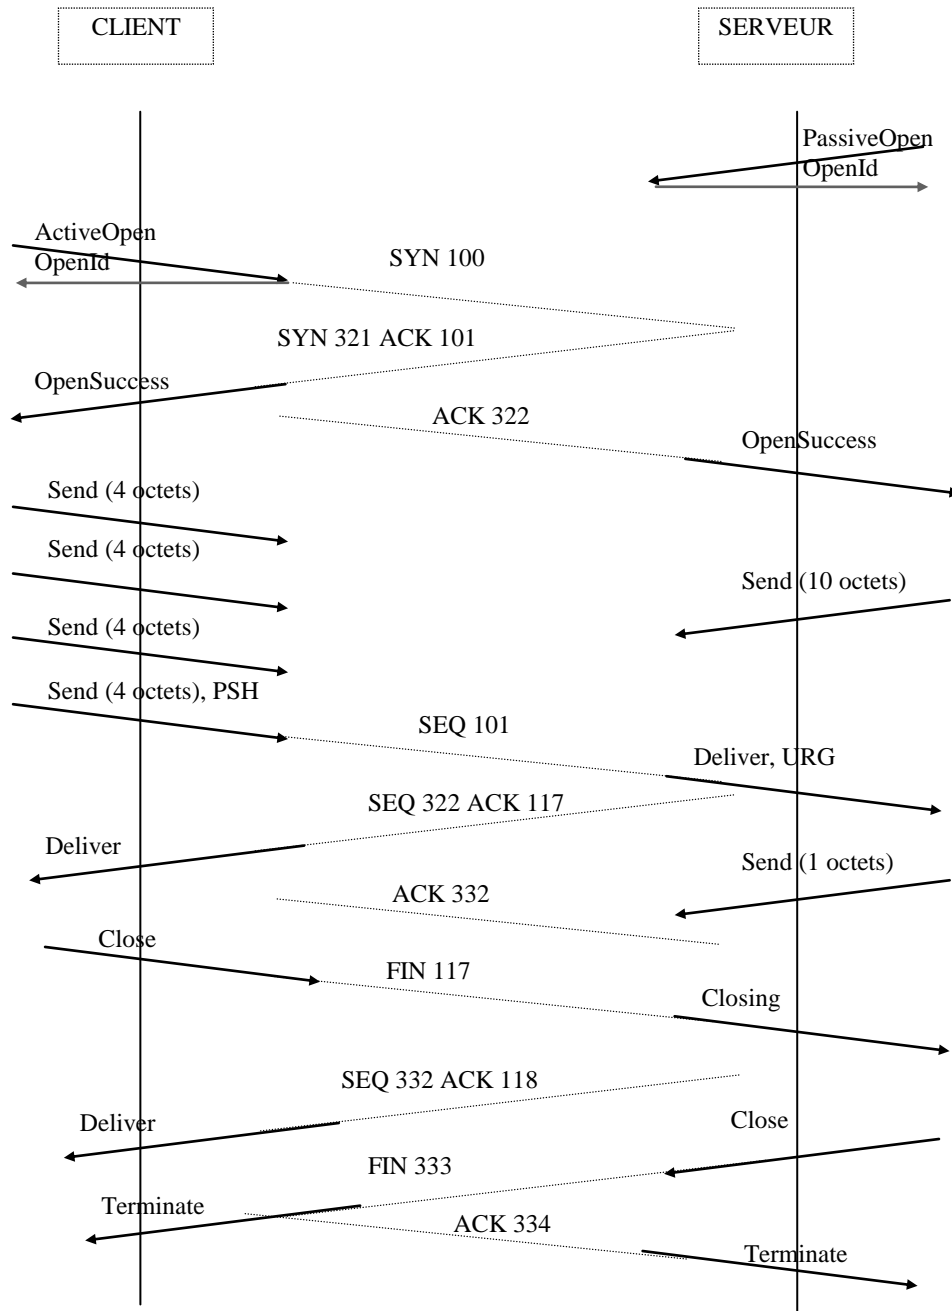 CLIENT
SERVEUR
PassiveOpen
OpenId
ActiveOpen
OpenId
SYN 100
SYN 321 ACK 101
OpenSuccess
ACK 322
OpenSuccess
Send (4 octets)
Send (4 octets)
Send (10 octets)
Send (4 octets)
Send (4 octets), PSH
SEQ 101
Deliver, URG
SEQ 322 ACK 117
Deliver
Send (1 octets)
ACK 332
Close
FIN 117
Closing
SEQ 332 ACK 118
Deliver
Close
FIN 333
Terminate
ACK 334
Terminate